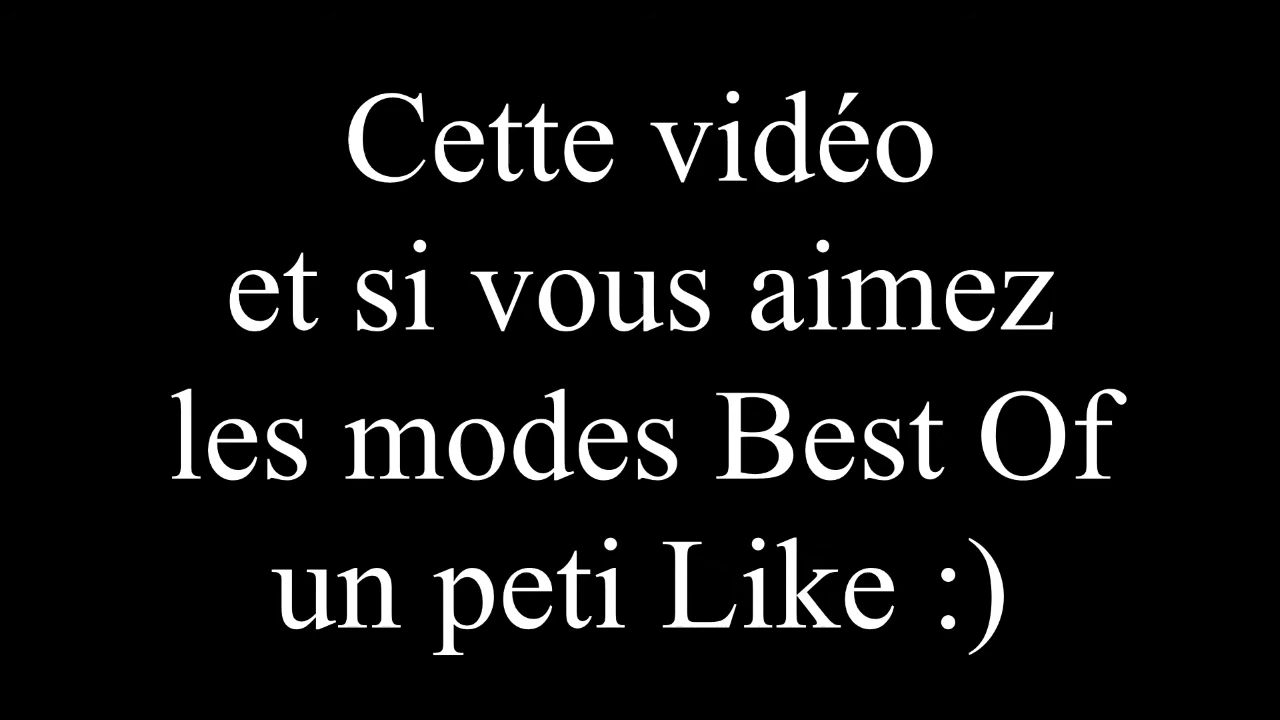 Cette vidéo
et si vous aimez
les modes Best Of
un peti Like :)